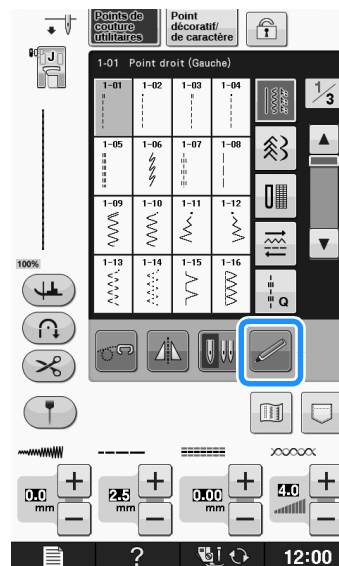 Points de
couture
utilitaires
Point
décoratif/
de caractère
J
1-01 Point droit (Gauche)
1/3
1-01 1-02 1-03 1-04
1-05 1-06 1-07 1-08
1-09 1-10 1-11 1-12
1-13 1-14 1-15 1-16
Q
100%
0.0 mm + −
2.5 mm + −
0.00 mm + −
4.0 + −
? 12:00